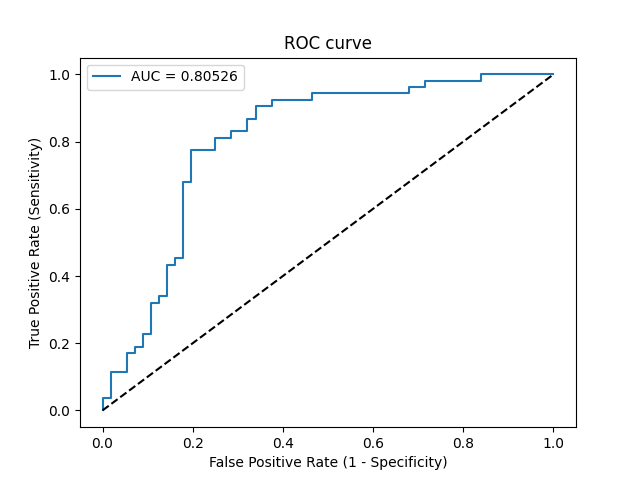 ROC curve
AUC = 0.80526
True Positive Rate (Sensitivity)
1.0
0.8
0.6
0.4
0.2
0.0
0.0 0.2 0.4 0.6 0.8 1.0
False Positive Rate (1 - Specificity)